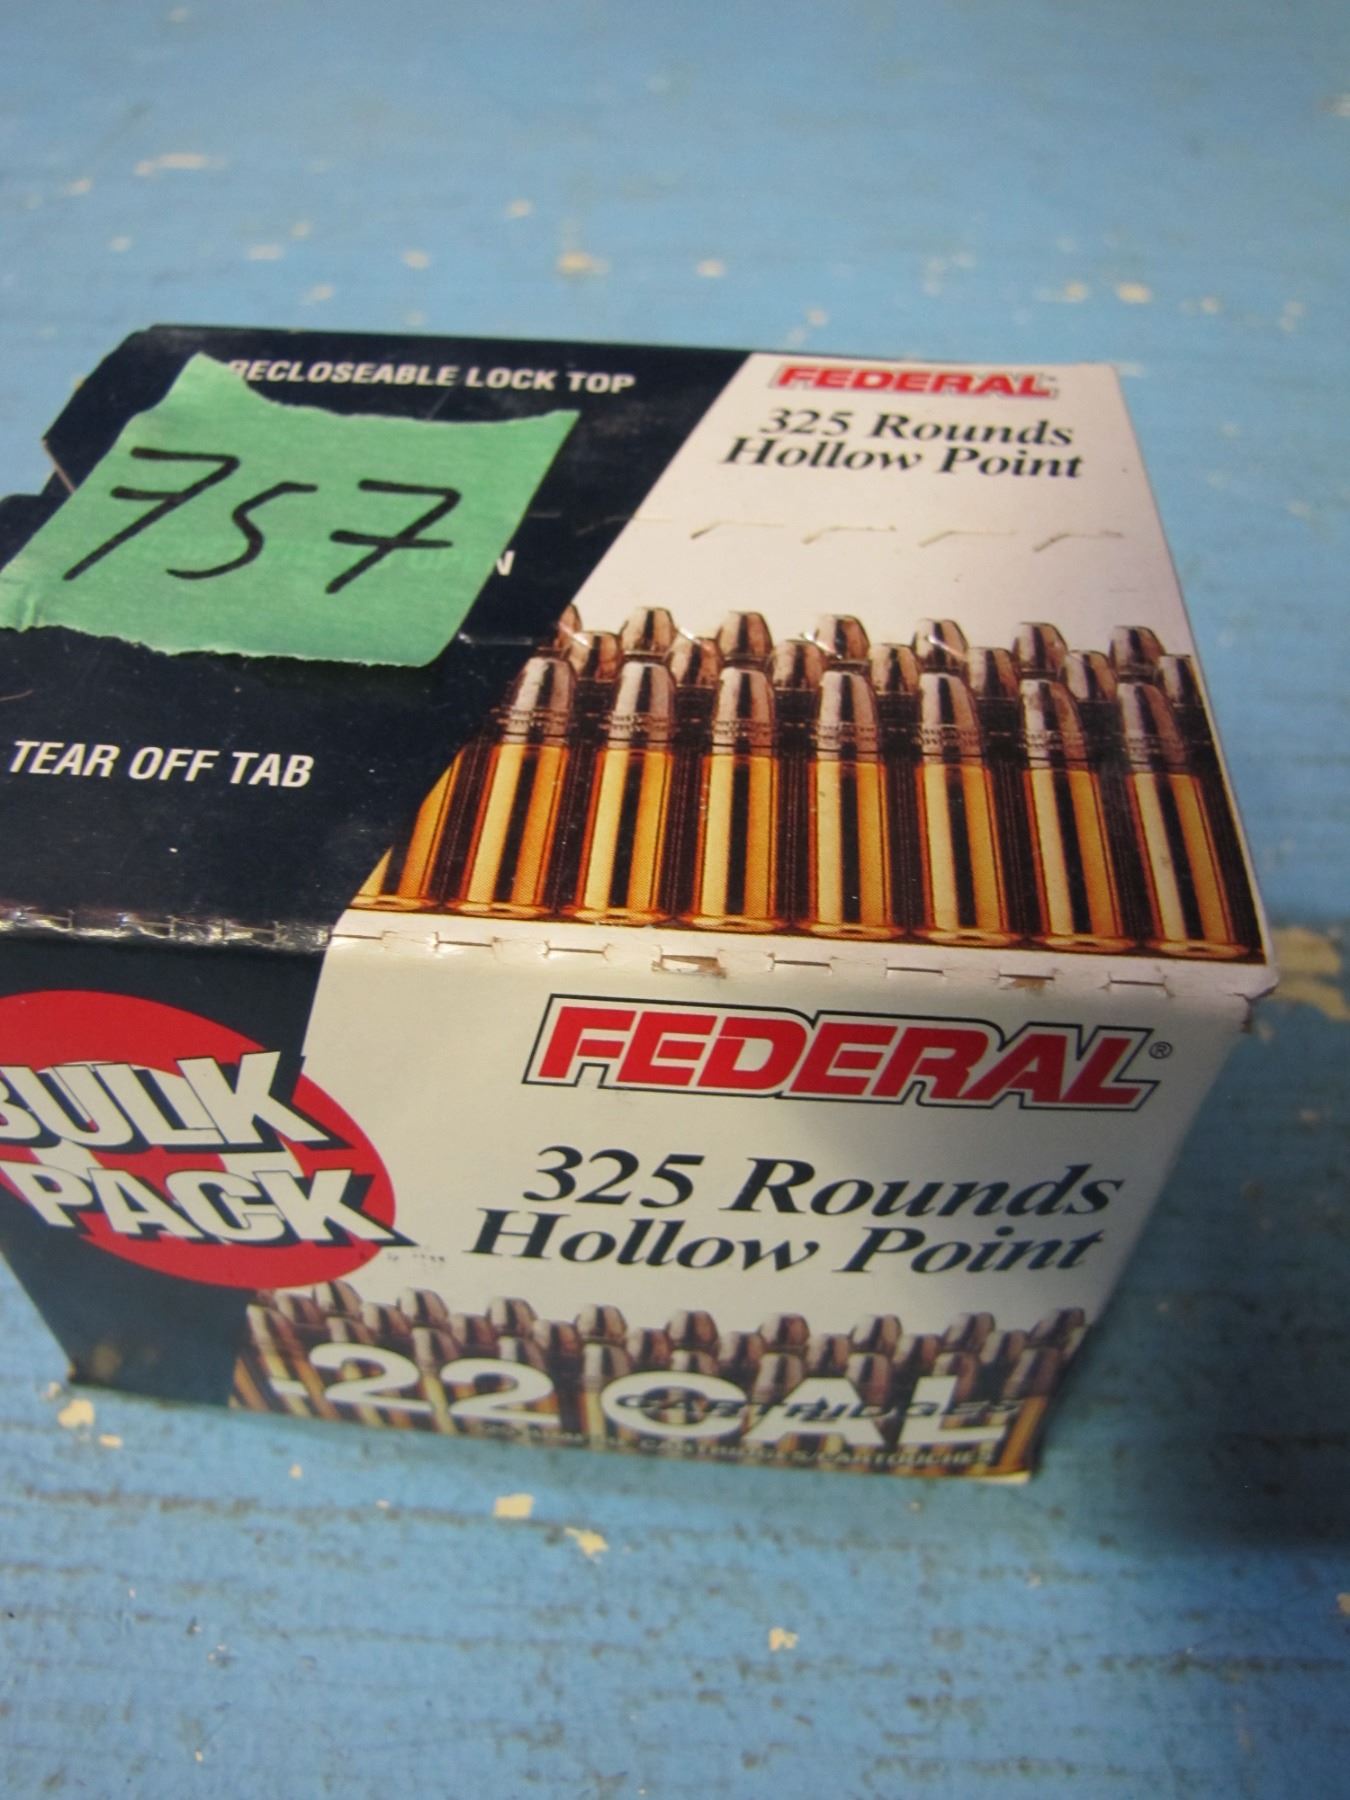 RECLOSEABLE LOCK TOP
FEDERAL
325 Rounds
Hollow Point
757
TEAR OFF TAB
BULK
PACK
FEDERAL®
325 Rounds
Hollow Point
.22 CAL
CARTRIDGES